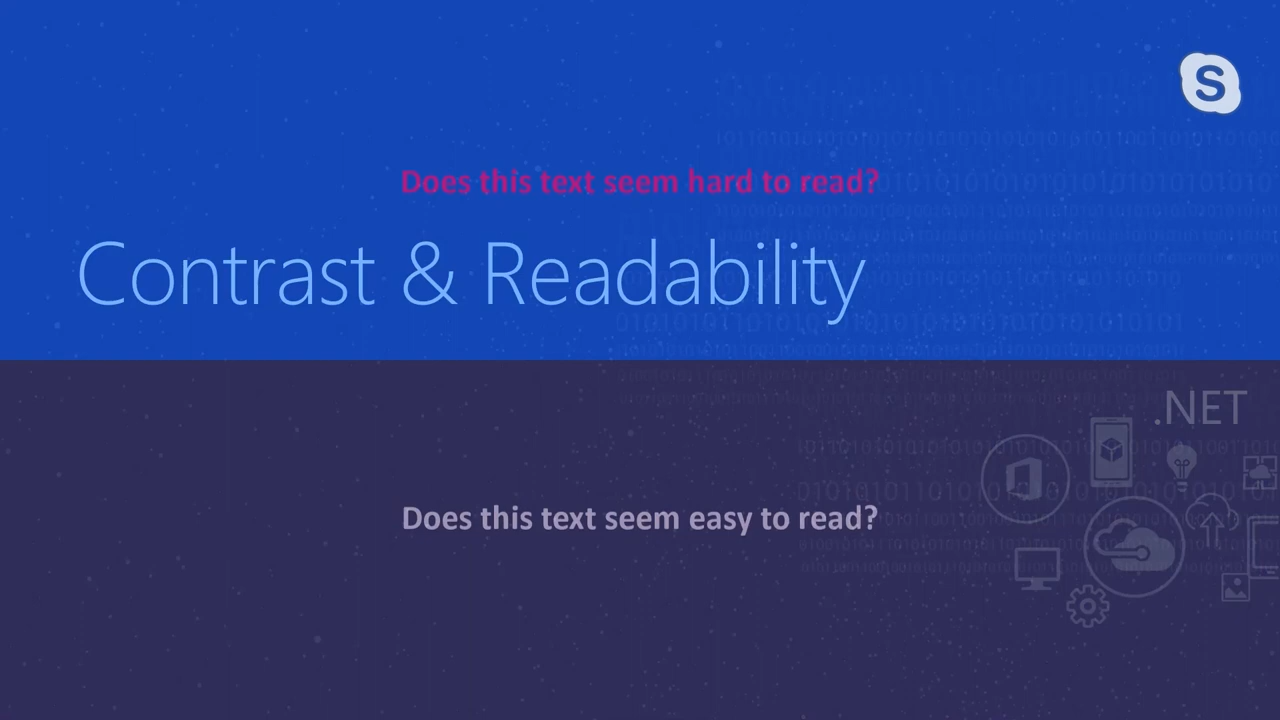 S
Does this text seem hard to read?
Contrast & Readability
.NET
Does this text seem easy to read?